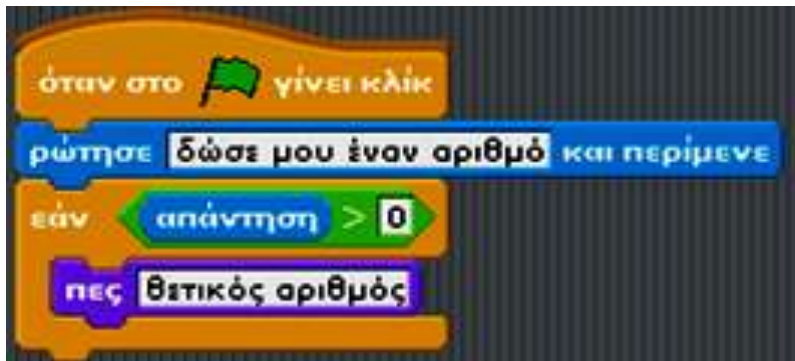 όταν στο γίνει κλίκ
ρώτησε δώσε μου έναν αριθμό και περίμενε
εάν απάντηση > 0
πες θετικός αριθμός